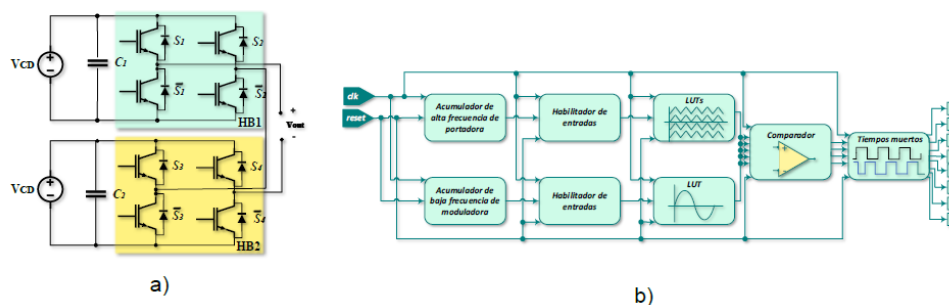 S1
S2
VCD
C1
S̅1
S̅2
HB1
+
Vout
-
S3
S4
VCD
C2
S̅3
S̅4
HB2
a)
clk
reset
Acumulador de
alta frecuencia de
portadora
Habilitador de
entradas
LUTs
Comparador
Tiempos muertos
Acumulador de
baja frecuencia de
moduladora
Habilitador de
entradas
LUT
b)